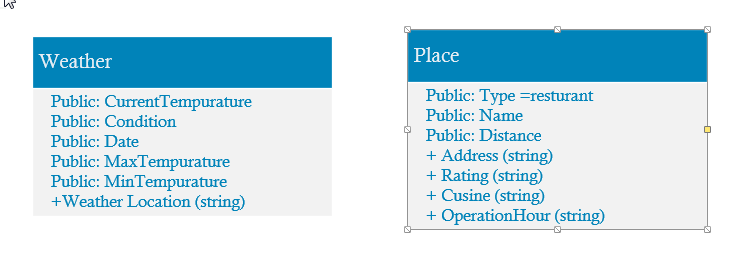 Weather
Public: CurrentTempurature
Public: Condition
Public: Date
Public: MaxTempurature
Public: MinTempurature
+Weather Location (string)
Place
Public: Type =resturant
Public: Name
Public: Distance
+ Address (string)
+ Rating (string)
+ Cusine (string)
+ OperationHour (string)